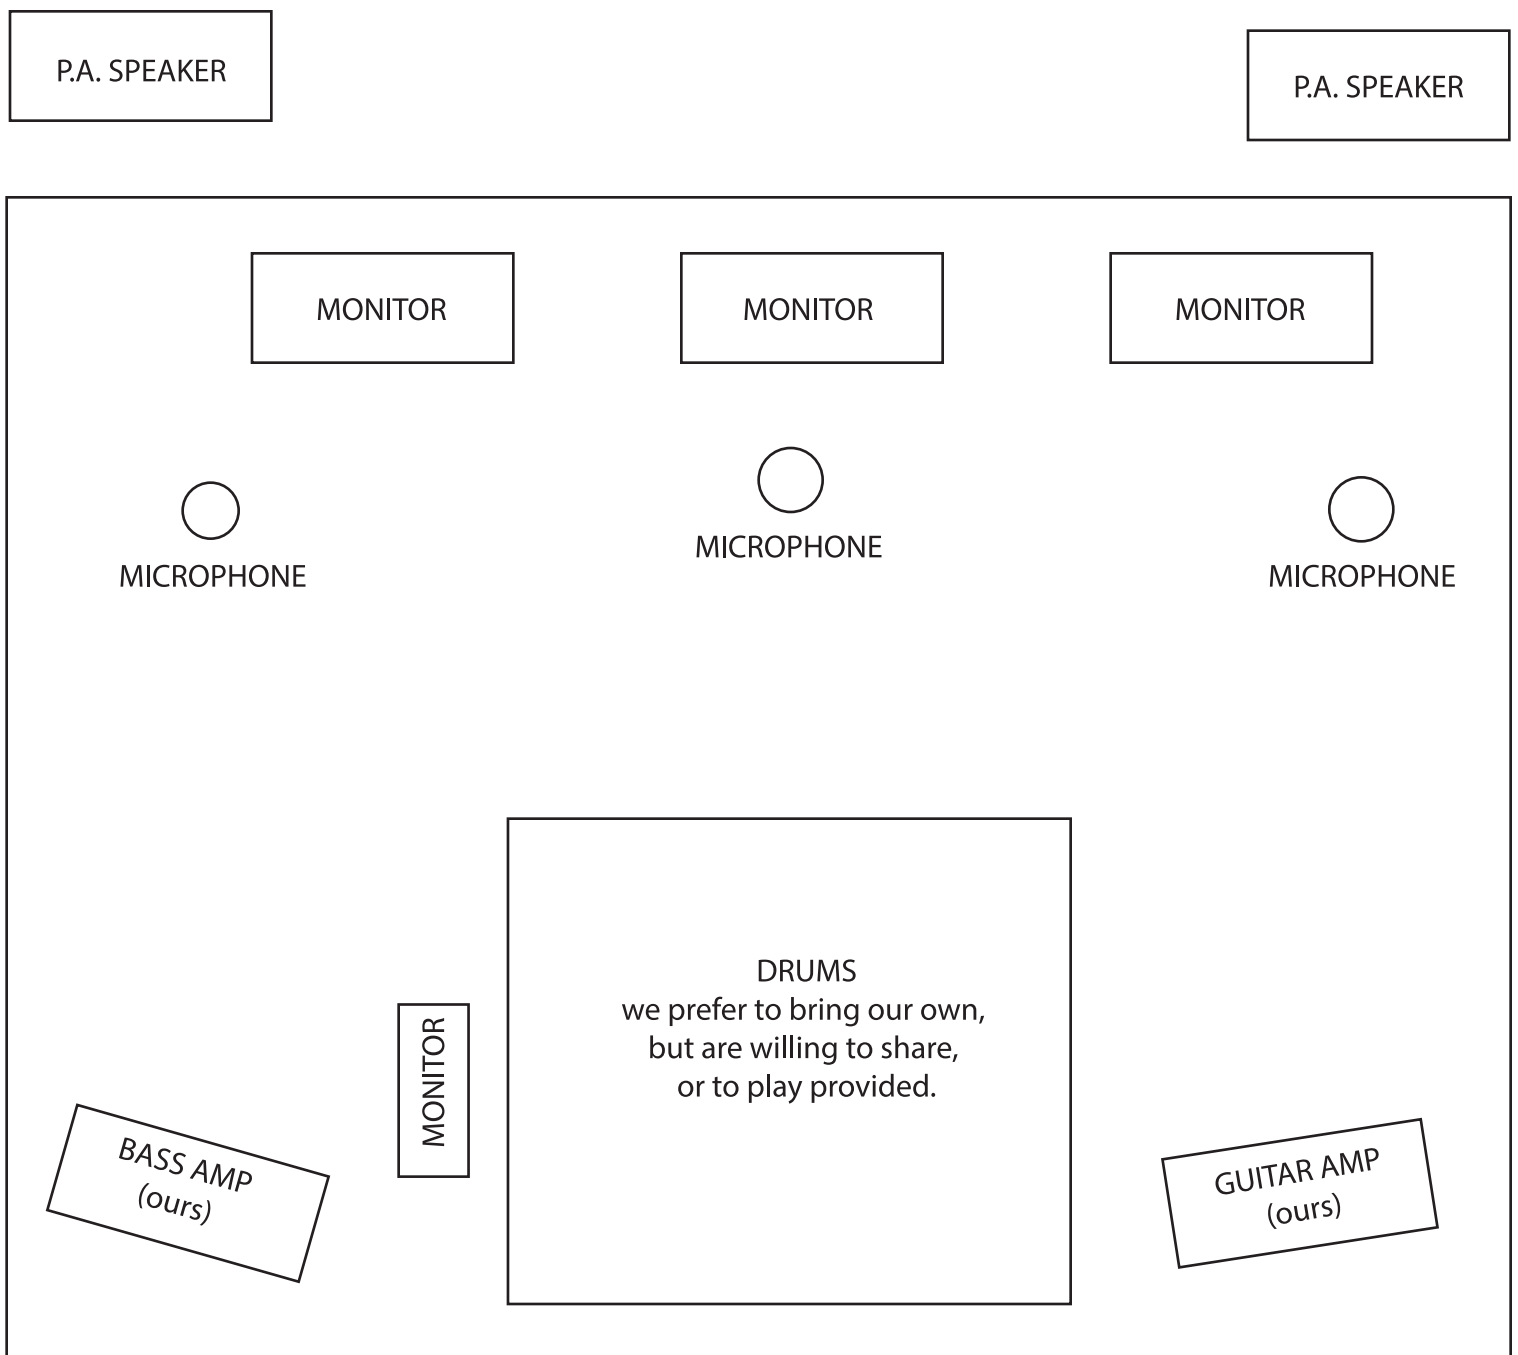 P.A. SPEAKER
P.A. SPEAKER
MONITOR
MONITOR
MONITOR
MICROPHONE
MICROPHONE
MICROPHONE
DRUMS
we prefer to bring our own,
but are willing to share,
or to play provided.
MONITOR
BASS AMP
(ours)
GUITAR AMP
(ours)